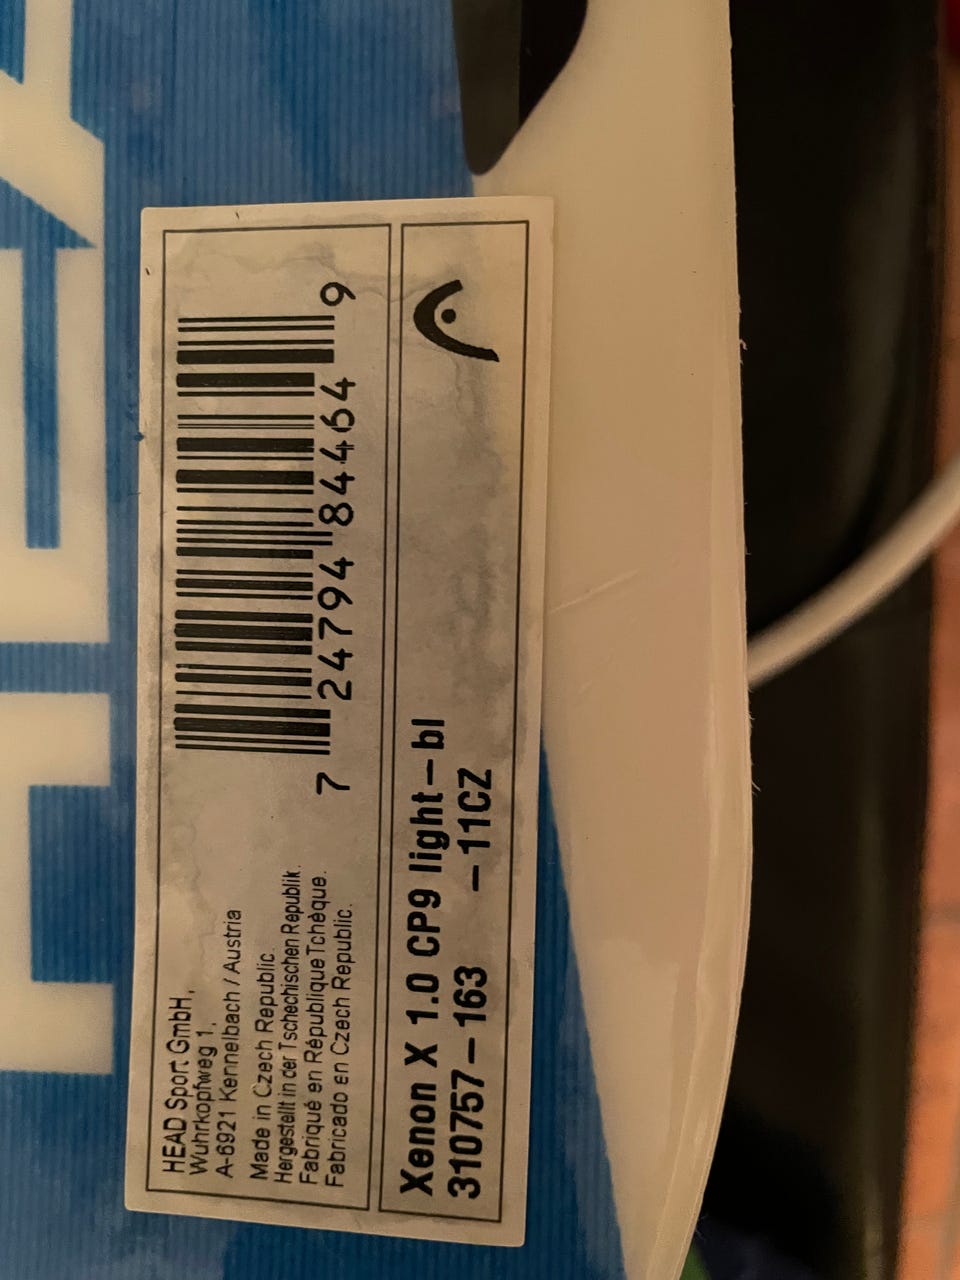 HEAD
HEAD Sport GmbH,
Wuhrkopfweg 1,
A-6921 Kennelbach / Austria
Made in Czech Republic.
Hergestellt in der Tschechischen Republik.
Fabriqué en République Tchèque.
Fabricado en Czech Republic.
7 24794 84464 9
Xenon X 1.0 CP9 light-bl
310757-163 -11CZ